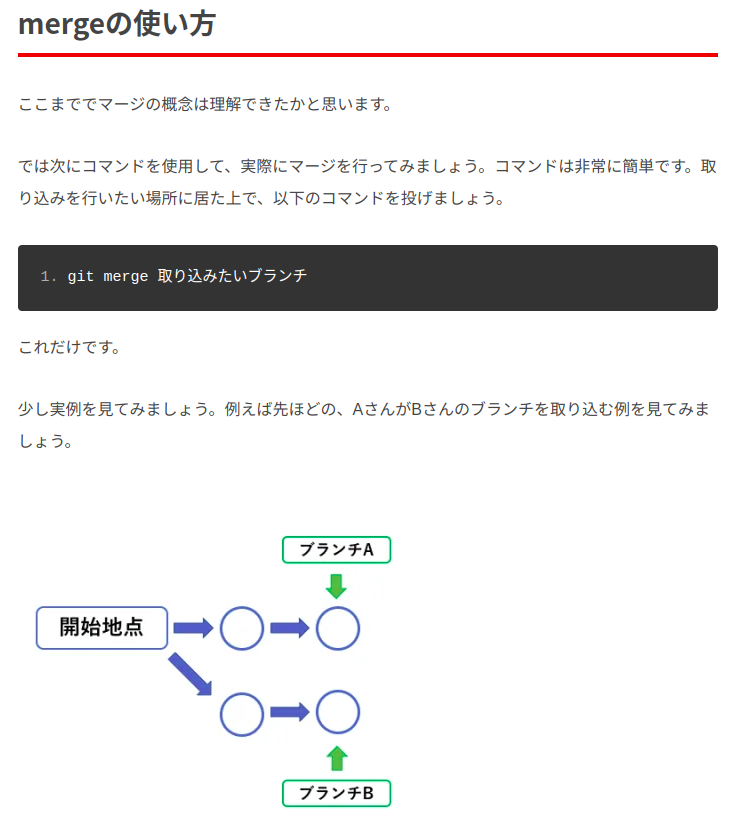 mergeの使い方
ここまででマージの概念は理解できたかと思います。
では次にコマンドを使用して、実際にマージを行ってみましょう。コマンドは非常に簡単です。取
り込みを行いたい場所に居た上で、以下のコマンドを投げましょう。
1. git merge 取り込みたいブランチ
これだけです。
少し実例を見てみましょう。例えば先ほどの、AさんがBさんのブランチを取り込む例を見てみま
しょう。
ブランチA
開始地点
ブランチB